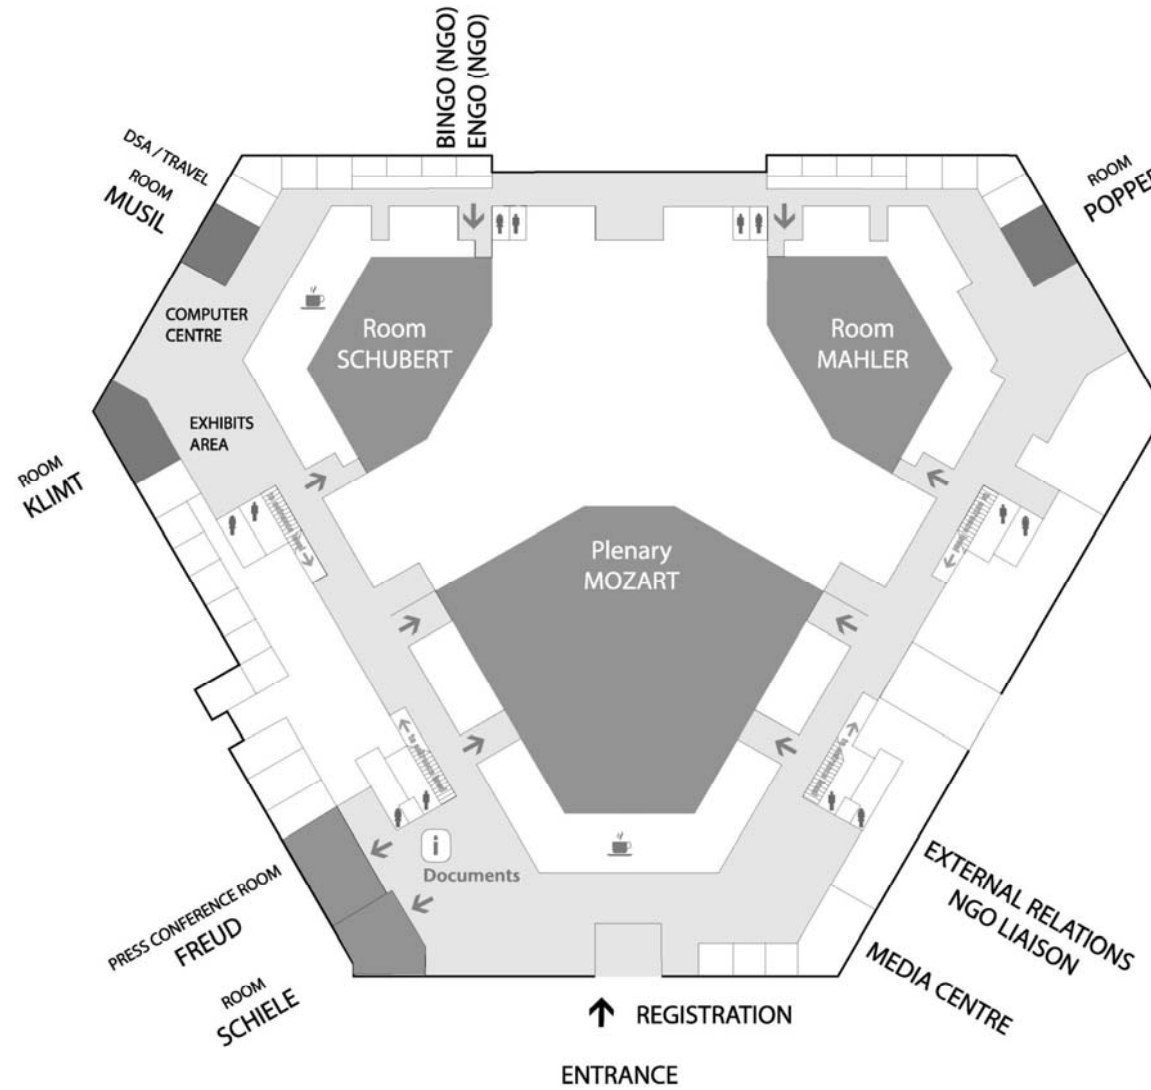 BINGO (NGO)
ENGO (NGO)
DSA / TRAVEL
ROOM
MUSIL
ROOM
POPPER
COMPUTER
CENTRE
Room
SCHUBERT
Room
MAHLER
EXHIBITS
AREA
ROOM
KLIMT
Plenary
MOZART
i
Documents
PRESS CONFERENCE ROOM
FREUD
ROOM
SCHIELE
EXTERNAL RELATIONS
NGO LIAISON
MEDIA CENTRE
REGISTRATION
ENTRANCE